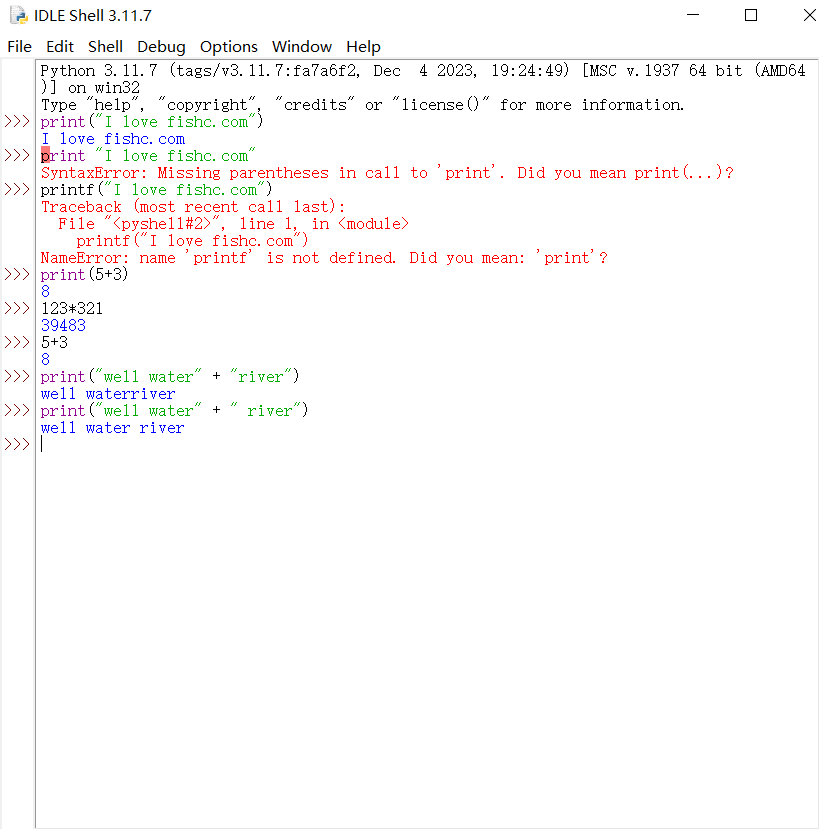 IDLE Shell 3.11.7
File Edit Shell Debug Options Window Help
Python 3.11.7 (tags/v3.11.7:fa7a6f2, Dec  4 2023, 19:24:49) [MSC v.1937 64 bit (AMD64
)] on win32
Type "help", "copyright", "credits" or "license()" for more information.
>>> print("I love fishc.com")
I love fishc.com
>>> print "I love fishc.com"
SyntaxError: Missing parentheses in call to 'print'. Did you mean print(...)?
>>> printf("I love fishc.com")
Traceback (most recent call last):
  File "<pyshell#2>", line 1, in <module>
    printf("I love fishc.com")
NameError: name 'printf' is not defined. Did you mean: 'print'?
>>> print(5+3)
8
>>> 123*321
39483
>>> 5+3
8
>>> print("well water" + "river")
well waterriver
>>> print("well water" + " river")
well water river
>>>